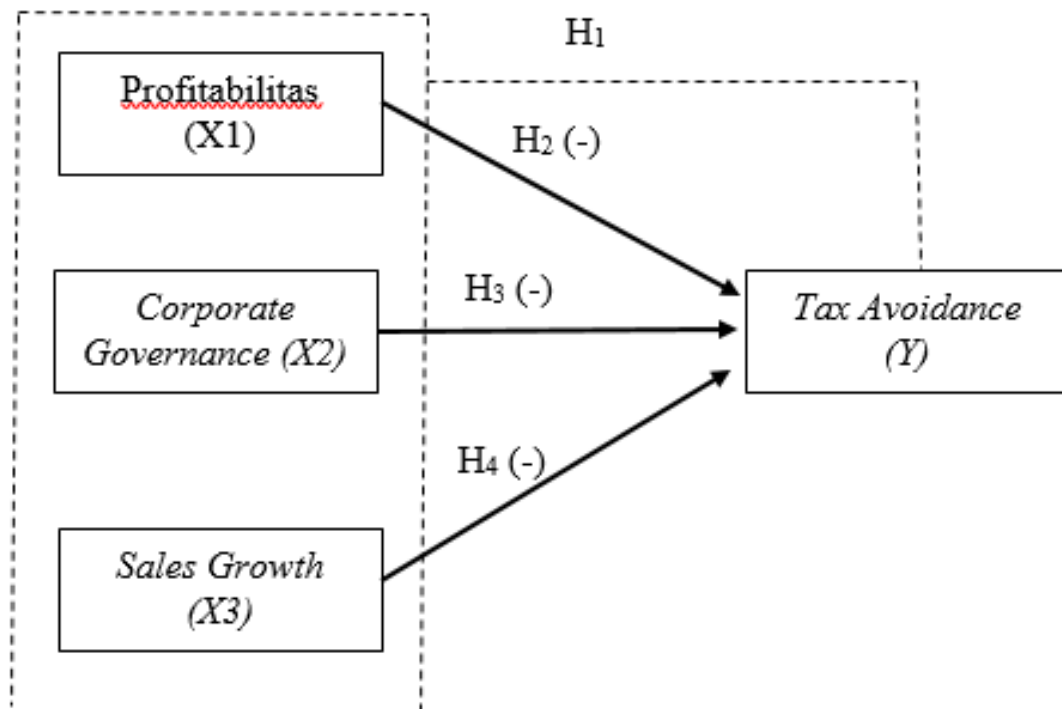 H₁
Profitabilitas
(X1)
H₂ (-)
Corporate
Governance (X2)
H₃ (-)
Tax Avoidance
(Y)
H₄ (-)
Sales Growth
(X3)